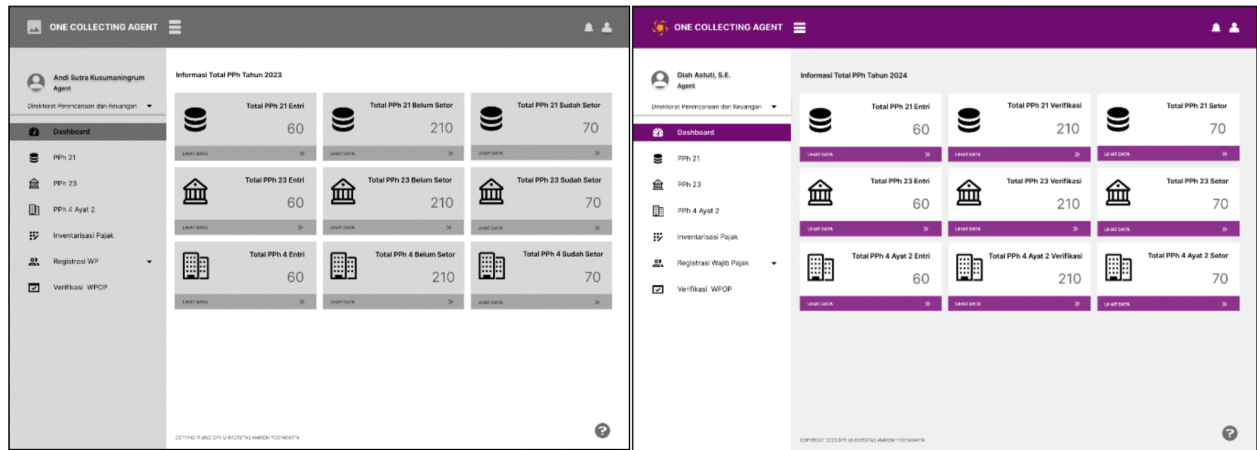 ONE COLLECTING AGENT
Andi Sutra Kusumaningrum
Agent
Direktorat Perencanaan dan Keuangan
Dashboard
PPh 21
PPh 23
PPh 4 Ayat 2
Inventarisasi Pajak
Registrasi WP
Verifikasi WPOP
Informasi Total PPh Tahun 2023
Total PPh 21 Entri
60
LIHAT DATA
Total PPh 21 Belum Setor
210
LIHAT DATA
Total PPh 21 Sudah Setor
70
LIHAT DATA
Total PPh 23 Entri
60
LIHAT DATA
Total PPh 23 Belum Setor
210
LIHAT DATA
Total PPh 23 Sudah Setor
70
LIHAT DATA
Total PPh 4 Entri
60
LIHAT DATA
Total PPh 4 Belum Setor
210
LIHAT DATA
Total PPh 4 Sudah Setor
70
LIHAT DATA
UNIVERSITAS AMIKOM YOGYAKARTA
ONE COLLECTING AGENT
Diah Astuti, S.E.
Agent
Direktorat Perencanaan dan Keuangan
Dashboard
PPh 21
PPh 23
PPh 4 Ayat 2
Inventarisasi Pajak
Registrasi Wajib Pajak
Verifikasi WPOP
Informasi Total PPh Tahun 2024
Total PPh 21 Entri
60
LIHAT DATA
Total PPh 21 Verifikasi
210
LIHAT DATA
Total PPh 21 Setor
70
LIHAT DATA
Total PPh 23 Entri
60
LIHAT DATA
Total PPh 23 Verifikasi
210
LIHAT DATA
Total PPh 23 Setor
70
LIHAT DATA
Total PPh 4 Ayat 2 Entri
60
LIHAT DATA
Total PPh 4 Ayat 2 Verifikasi
210
LIHAT DATA
Total PPh 4 Ayat 2 Setor
70
LIHAT DATA
COPYRIGHT 2023 UNIVERSITAS AMIKOM YOGYAKARTA